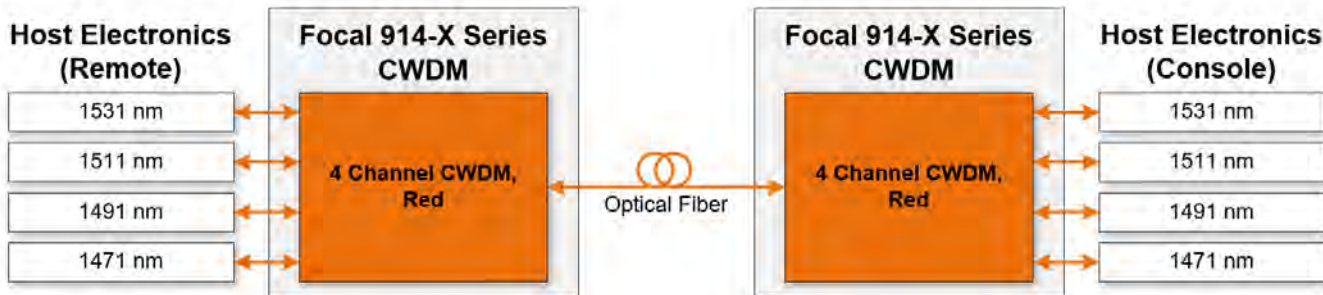 Host Electronics
(Remote)
1531 nm
1511 nm
1491 nm
1471 nm
Focal 914-X Series
CWDM
4 Channel CWDM,
Red
Optical Fiber
Focal 914-X Series
CWDM
4 Channel CWDM,
Red
Host Electronics
(Console)
1531 nm
1511 nm
1491 nm
1471 nm